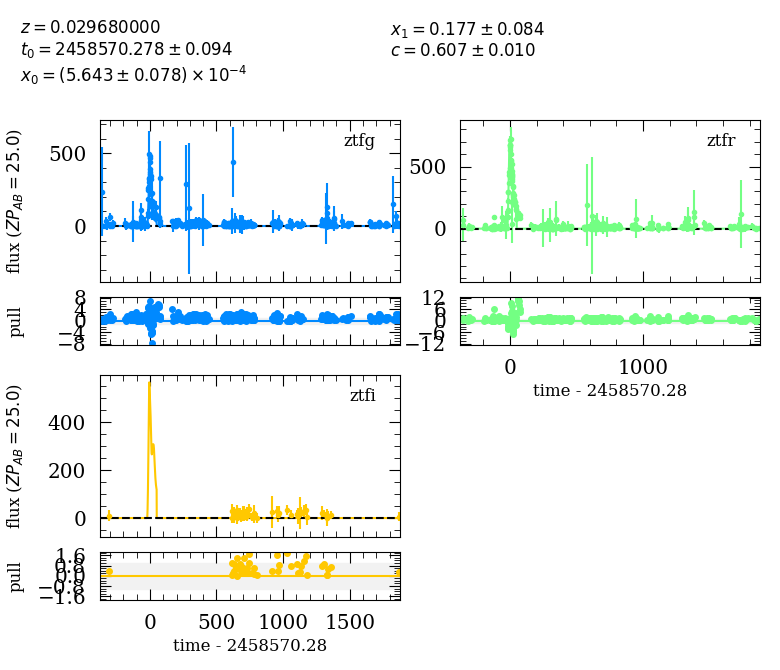 z = 0.029680000
t₀ = 2458570.278 ± 0.094
x₀ = (5.643 ± 0.078) × 10⁻⁴
x₁ = 0.177 ± 0.084
c = 0.607 ± 0.010
ztfg
500
0
flux (ZP_AB = 25.0)
8
4
0
−4
−8
pull
ztfr
500
0
12
6
0
−6
−12
0
1000
time - 2458570.28
ztfi
400
200
0
flux (ZP_AB = 25.0)
1.6
0.8
0.0
−0.8
−1.6
pull
0
500
1000
1500
time - 2458570.28